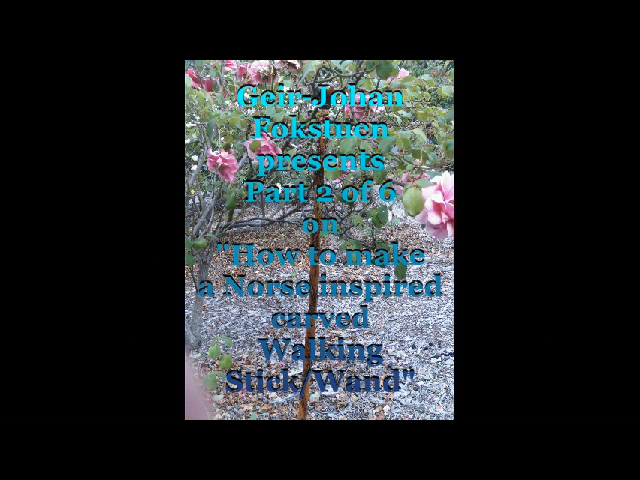 Geir-Johan
Fokstuen
presents
Part 2 of 6
on
"How to make
a Norse inspired
carved
Walking
Stick/Wand"